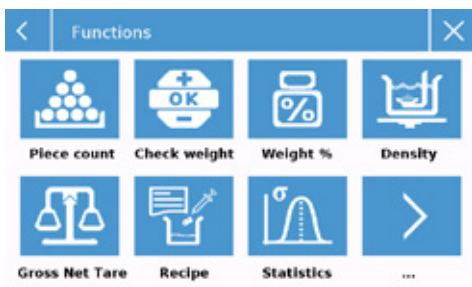 Functions
+
OK
−
%
Piece count Check weight Weight % Density
σ
Gross Net Tare Recipe Statistics ...